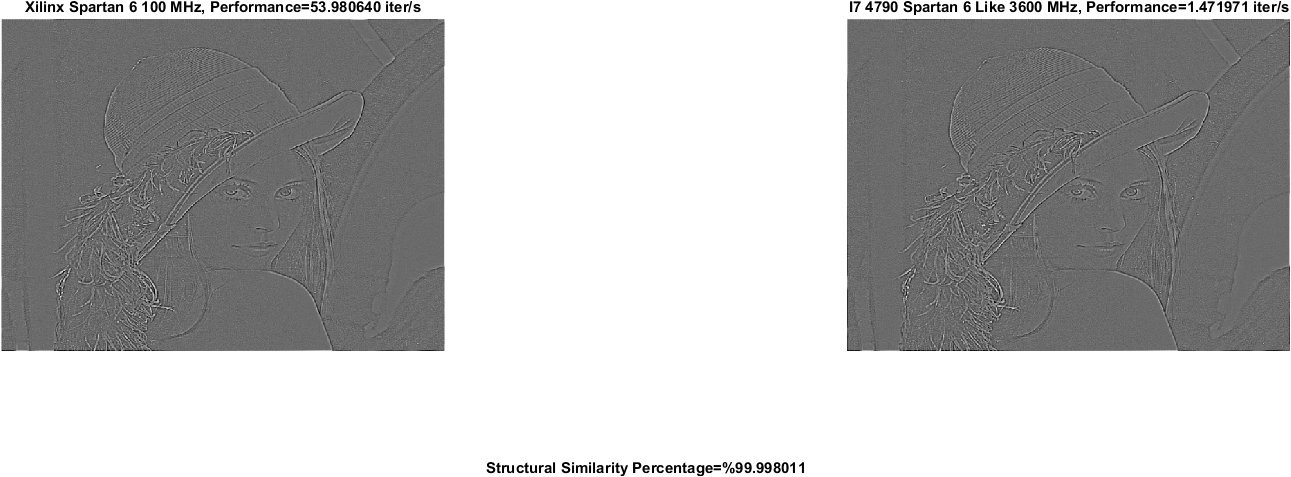 Xilinx Spartan 6 100 MHz, Performance=53.980640 iter/s
I7 4790 Spartan 6 Like 3600 MHz, Performance=1.471971 iter/s
Structural Similarity Percentage=%99.998011